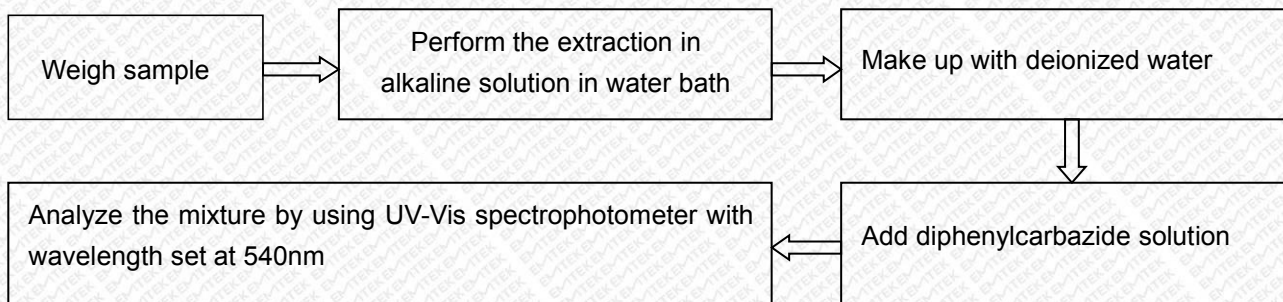 Weigh sample
Perform the extraction in
alkaline solution in water bath
Make up with deionized water
Add diphenylcarbazide solution
Analyze the mixture by using UV-Vis spectrophotometer with
wavelength set at 540nm